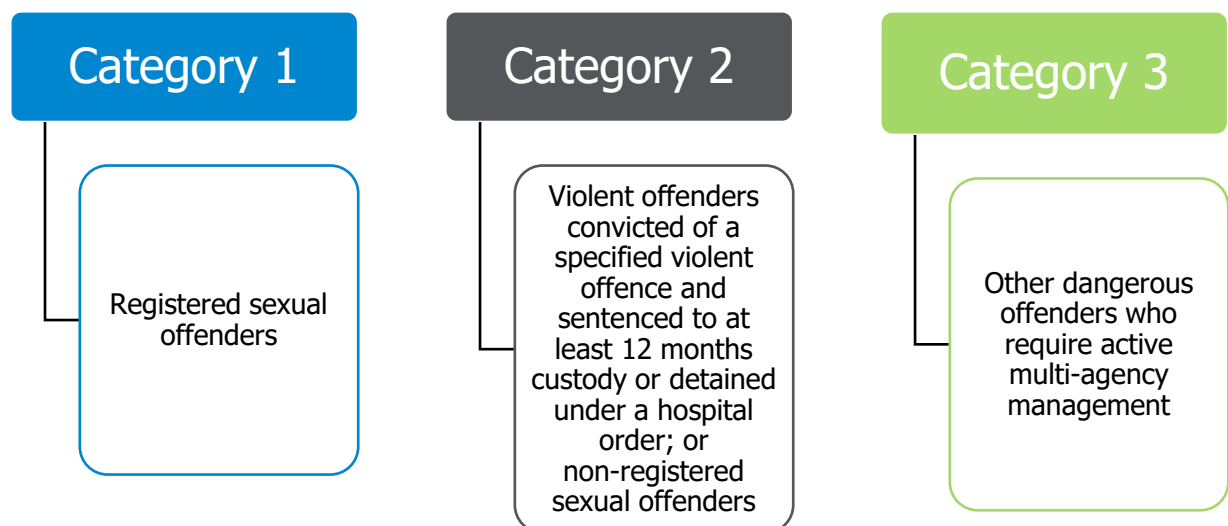 Category 1
Registered sexual
offenders
Category 2
Violent offenders
convicted of a
specified violent
offence and
sentenced to at
least 12 months
custody or detained
under a hospital
order; or
non-registered
sexual offenders
Category 3
Other dangerous
offenders who
require active
multi-agency
management